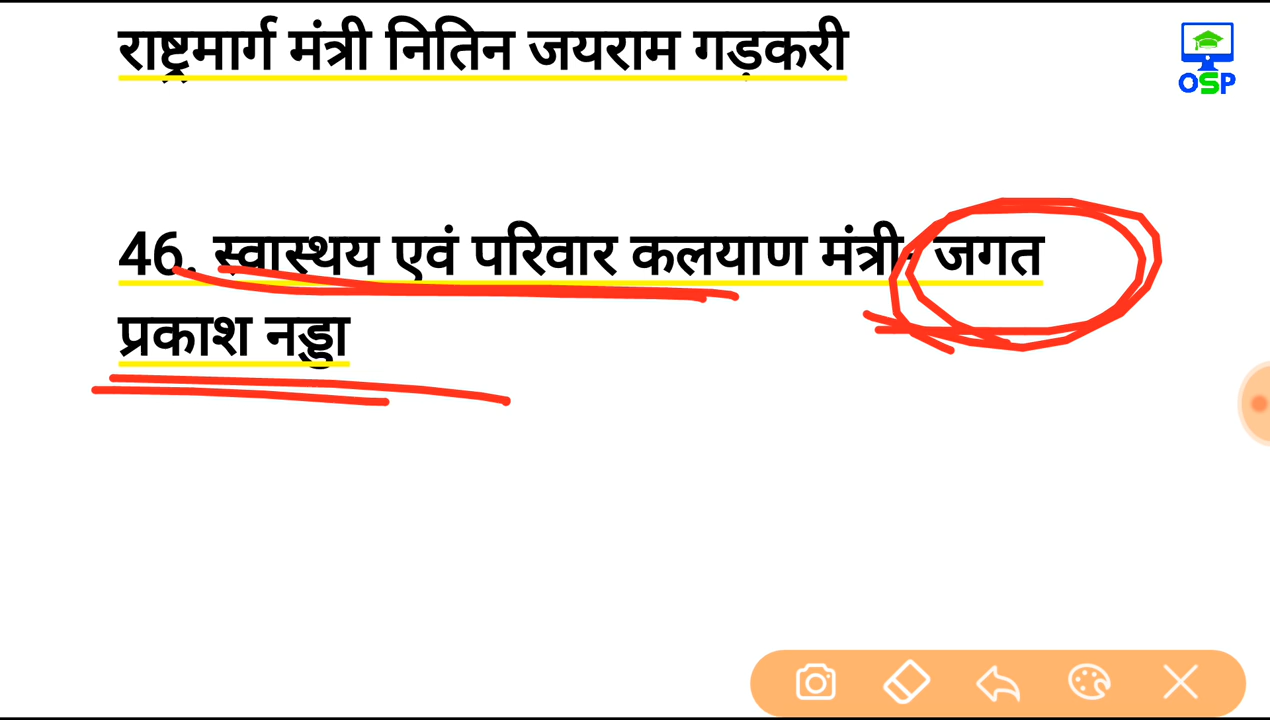 राष्ट्रमार्ग मंत्री नितिन जयराम गड़करी
OSP
46. स्वास्थय एवं परिवार कलयाण मंत्री- जगत
प्रकाश नड्डा